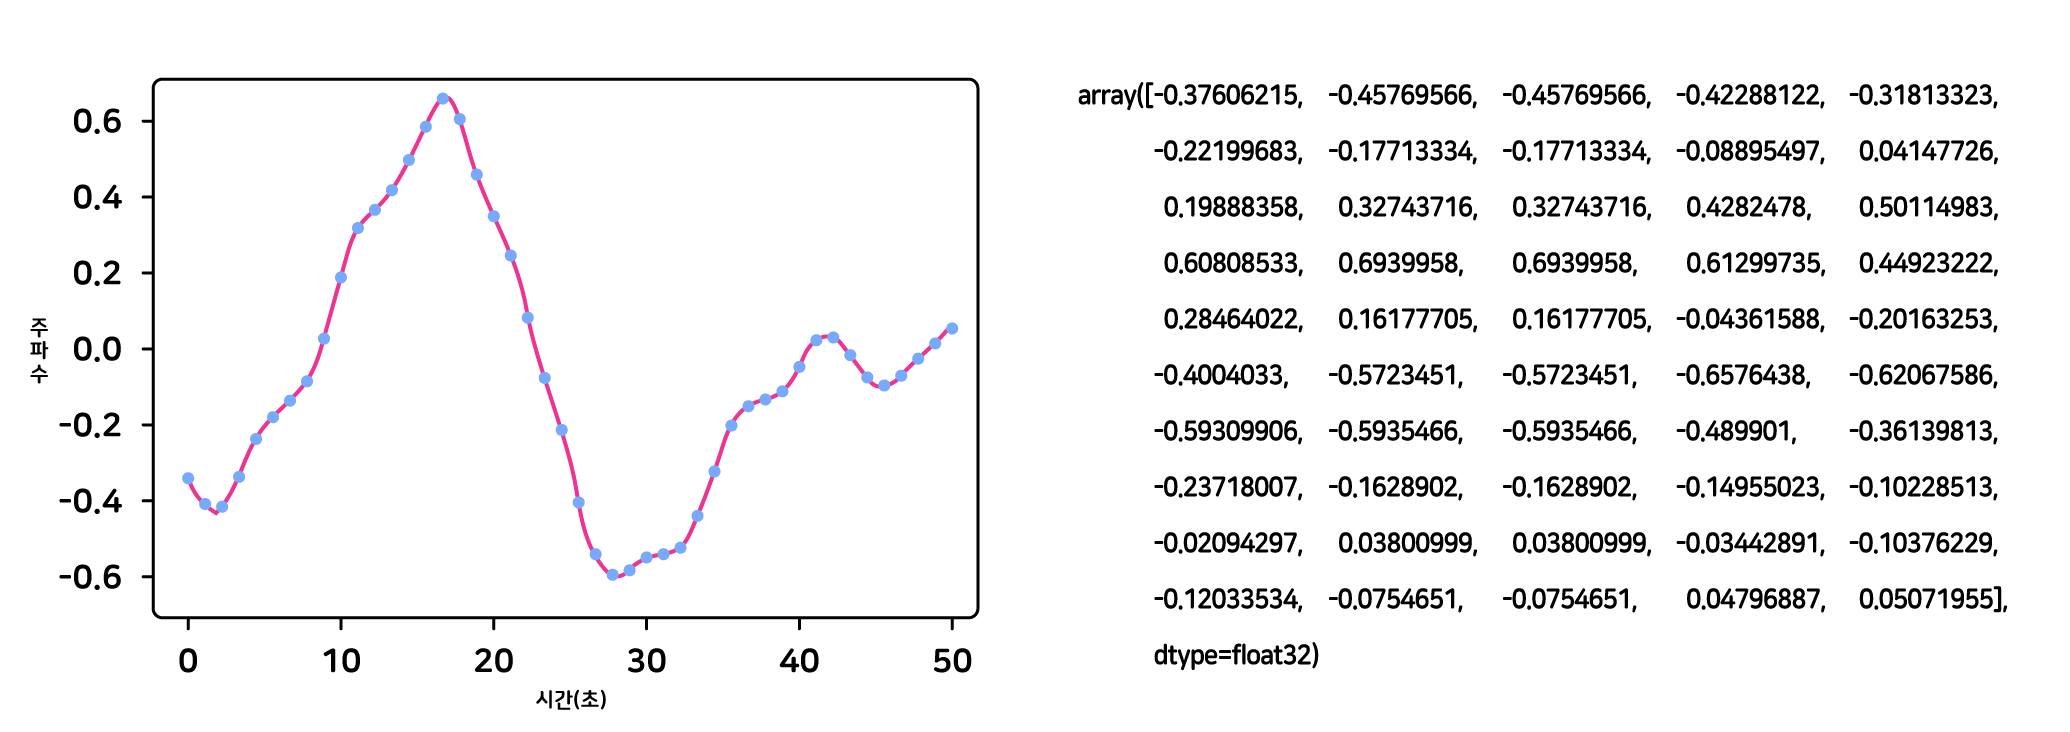 0.6
0.4
0.2
0.0
-0.2
-0.4
-0.6
주파수
0 10 20 30 40 50
시간(초)
array([-0.37606215, -0.45769566, -0.45769566, -0.42288122, -0.31813323,
-0.22199683, -0.17713334, -0.17713334, -0.08895497, 0.04147726,
0.19888358, 0.32743716, 0.32743716, 0.4282478, 0.50114983,
0.60808533, 0.6939958, 0.6939958, 0.61299735, 0.44923222,
0.28464022, 0.16177705, 0.16177705, -0.04361588, -0.20163253,
-0.4004033, -0.5723451, -0.5723451, -0.6576438, -0.62067586,
-0.59309906, -0.5935466, -0.5935466, -0.489901, -0.36139813,
-0.23718007, -0.1628902, -0.1628902, -0.14955023, -0.10228513,
-0.02094297, 0.03800999, 0.03800999, -0.03442891, -0.10376229,
-0.12033534, -0.0754651, -0.0754651, 0.04796887, 0.05071955],
dtype=float32)